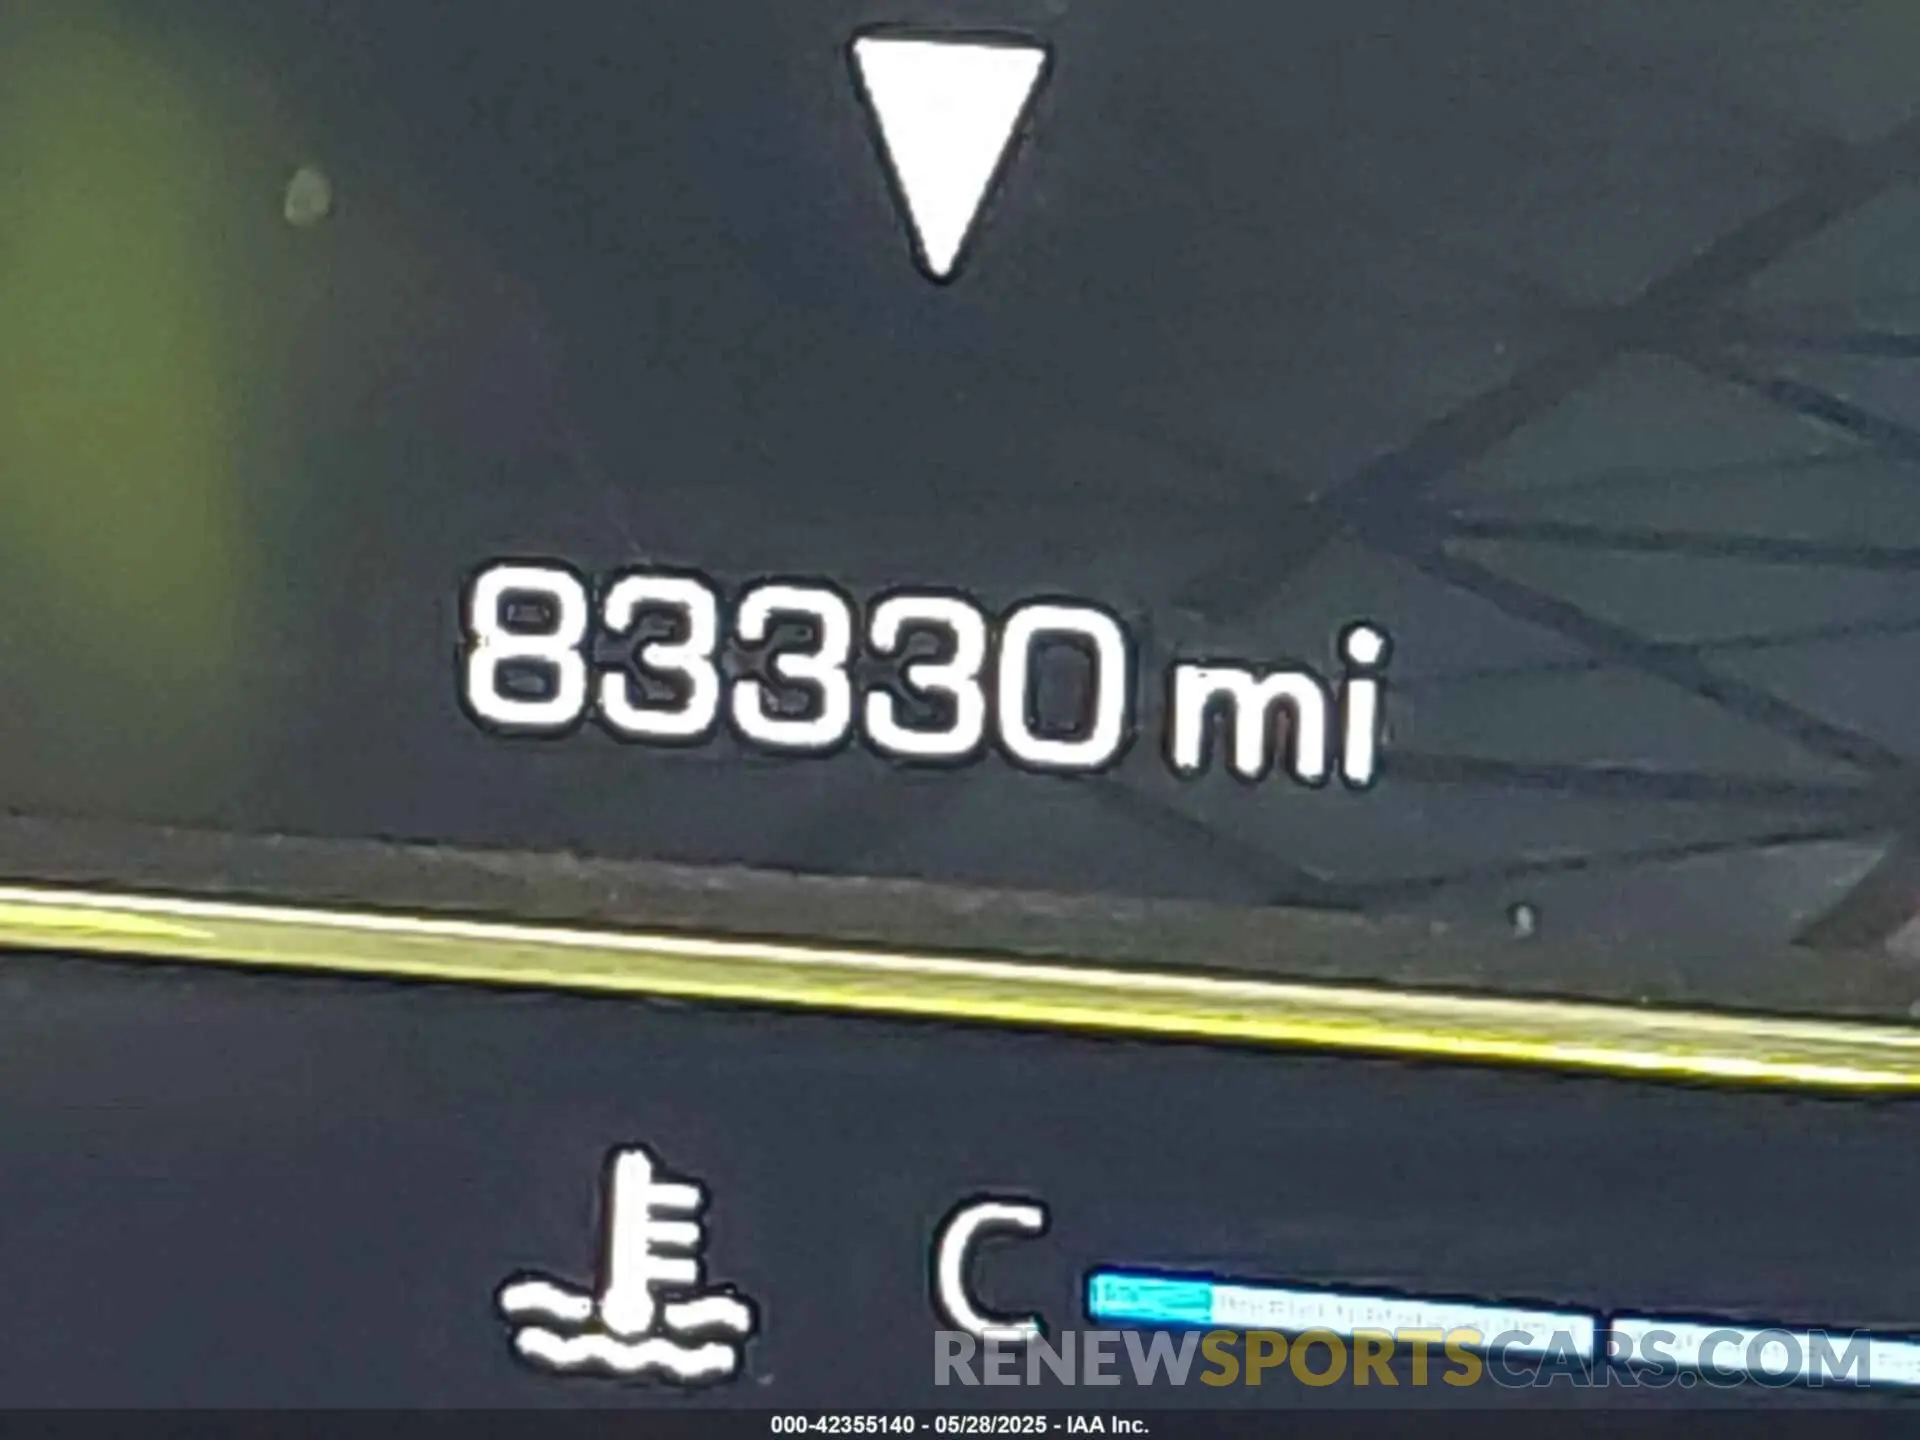 83330 mi
C
RENEWSPORTSCARS.COM
000-42355140 - 05/28/2025 - IAA Inc.